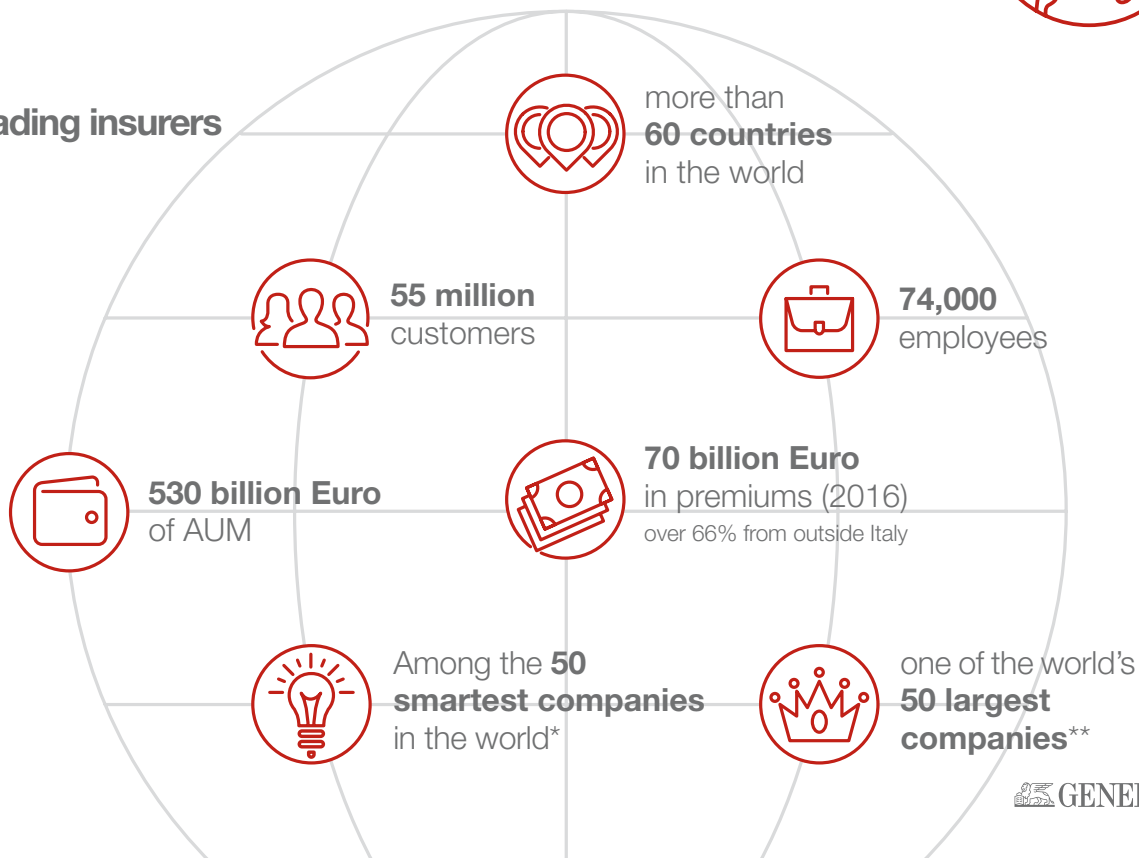 ading insurers
more than
60 countries
in the world
55 million
customers
74,000
employees
530 billion Euro
of AUM
70 billion Euro
in premiums (2016)
over 66% from outside Italy
Among the 50
smartest companies
in the world*
one of the world's
50 largest
companies**
GENE